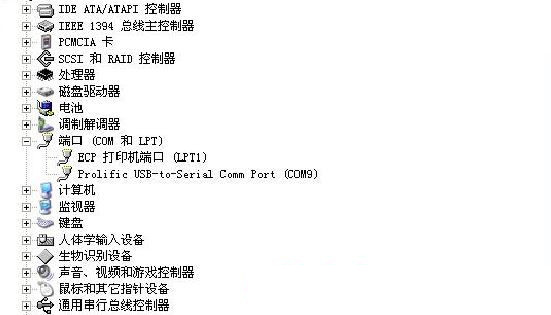 IDE ATA/ATAPI 控制器
IEEE 1394 总线主控制器
PCMCIA 卡
SCSI 和 RAID 控制器
处理器
磁盘驱动器
电池
调制解调器
端口 (COM 和 LPT)
ECP 打印机端口 (LPT1)
Prolific USB-to-Serial Comm Port (COM9)
计算机
监视器
键盘
人体学输入设备
生物识别设备
声音、视频和游戏控制器
鼠标和其它指针设备
通用串行总线控制器